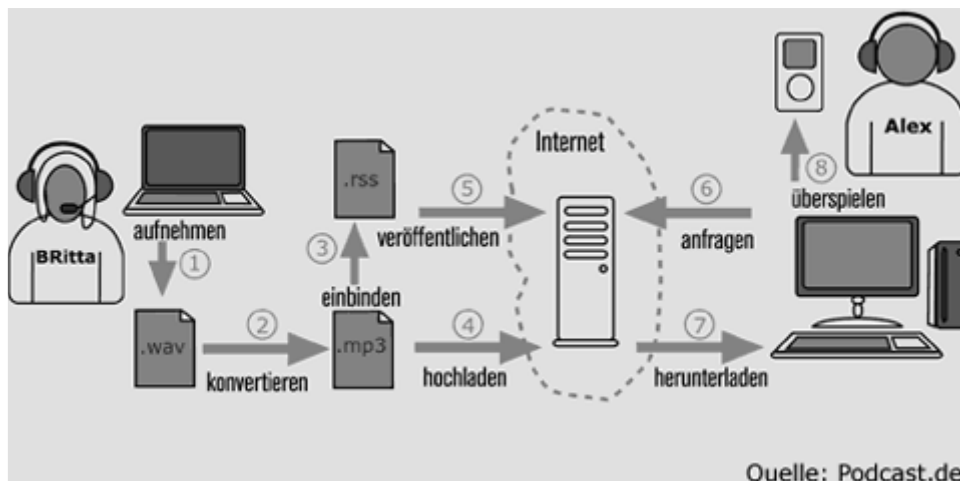 BRitta
aufnehmen
1
.wav
2
konvertieren
.mp3
einbinden
3
.rss
4
hochladen
5
veröffentlichen
Internet
6
anfragen
7
herunterladen
8
überspielen
Alex
Quelle: Podcast.de